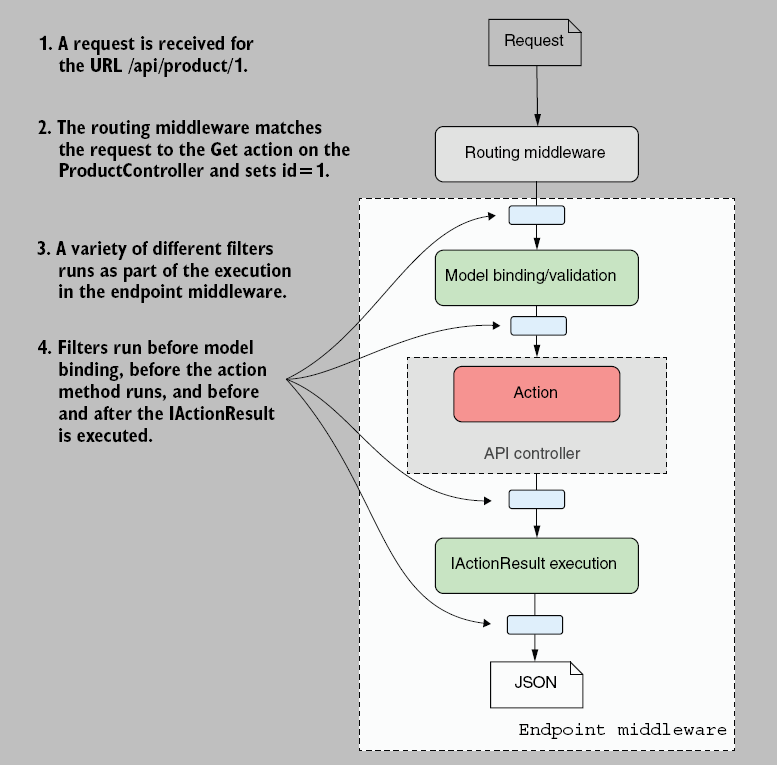 1. A request is received for
the URL /api/product/1.
2. The routing middleware matches
the request to the Get action on the
ProductController and sets id=1.
3. A variety of different filters
runs as part of the execution
in the endpoint middleware.
4. Filters run before model
binding, before the action
method runs, and before
and after the IActionResult
is executed.
Request
Routing middleware
Model binding/validation
Action
API controller
IActionResult execution
JSON
Endpoint middleware